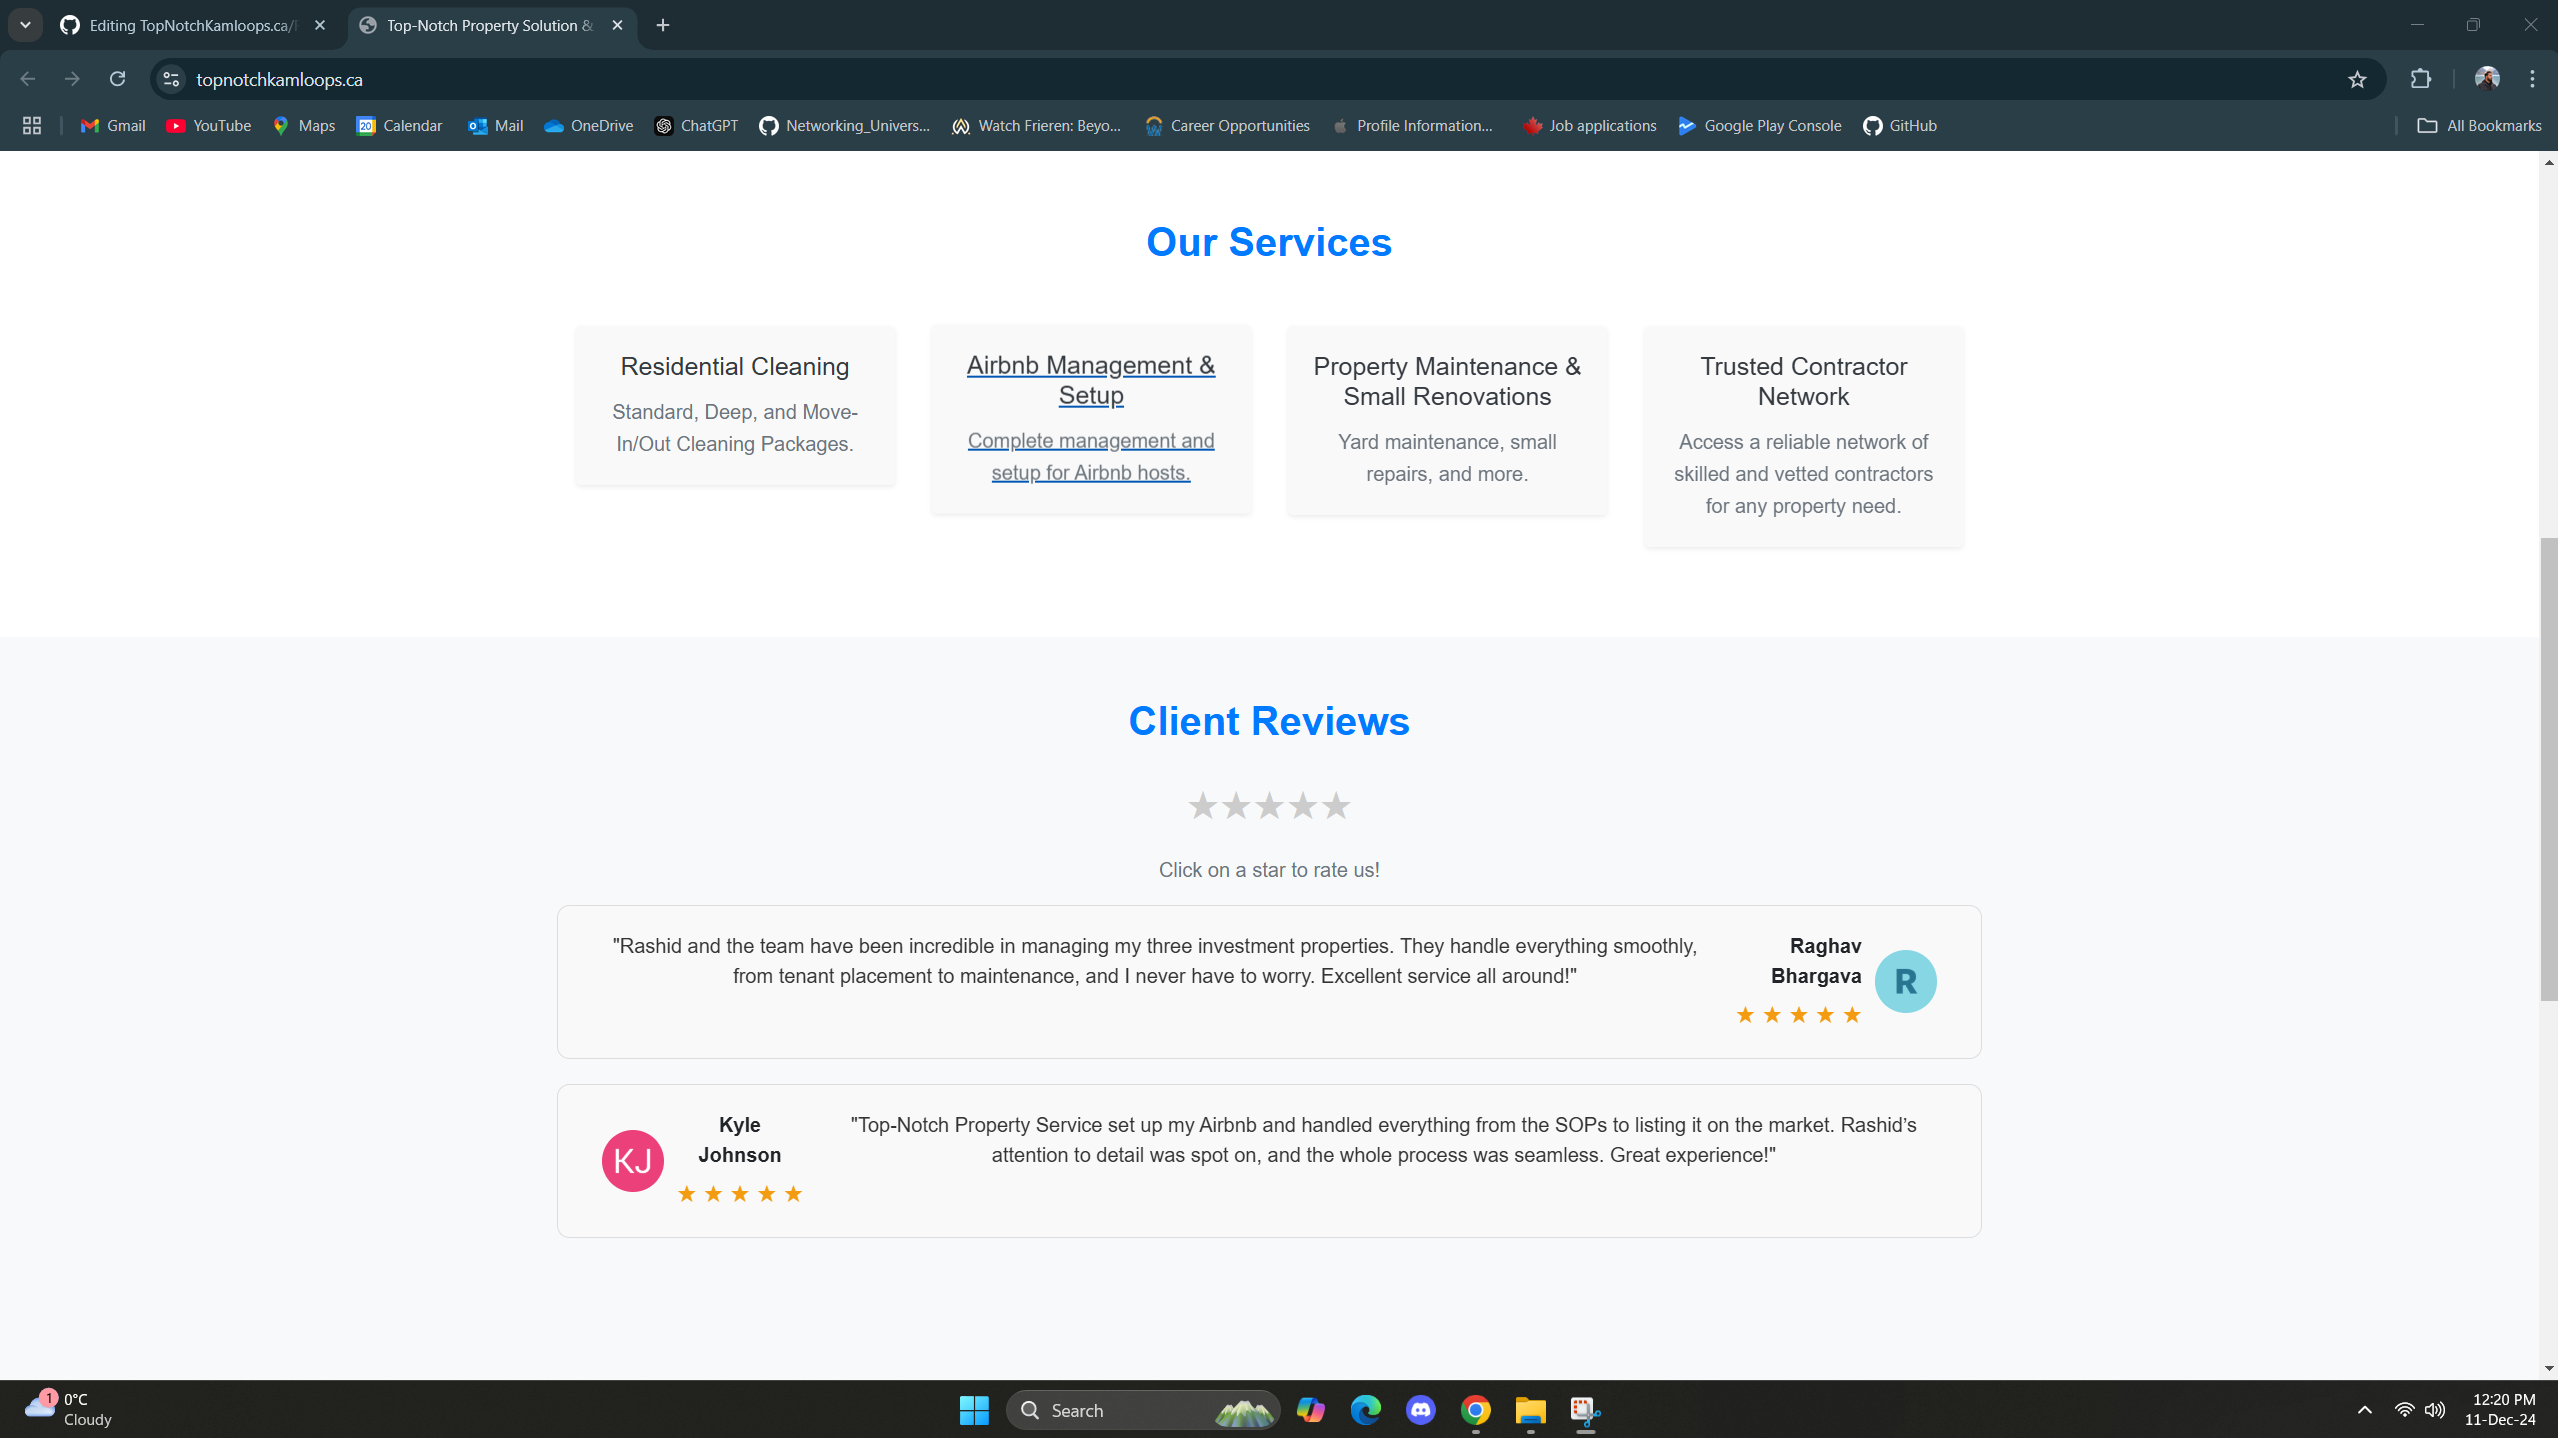 Editing TopNotchKamloops.ca/
Top-Notch Property Solution &
topnotchkamloops.ca
Gmail
YouTube
Maps
20
Calendar
Mail
OneDrive
ChatGPT
Networking_Univers...
Watch Frieren: Beyo...
Career Opportunities
Profile Information...
Job applications
Google Play Console
GitHub
All Bookmarks
Our Services
Residential Cleaning
Standard, Deep, and Move-
In/Out Cleaning Packages.
Airbnb Management &
Setup
Complete management and
setup for Airbnb hosts.
Property Maintenance &
Small Renovations
Yard maintenance, small
repairs, and more.
Trusted Contractor
Network
Access a reliable network of
skilled and vetted contractors
for any property need.
Client Reviews
Click on a star to rate us!
"Rashid and the team have been incredible in managing my three investment properties. They handle everything smoothly,
from tenant placement to maintenance, and I never have to worry. Excellent service all around!"
Raghav
Bhargava
R
KJ
Kyle
Johnson
"Top-Notch Property Service set up my Airbnb and handled everything from the SOPs to listing it on the market. Rashid’s
attention to detail was spot on, and the whole process was seamless. Great experience!"
1
0°C
Cloudy
Search
12:20 PM
11-Dec-24